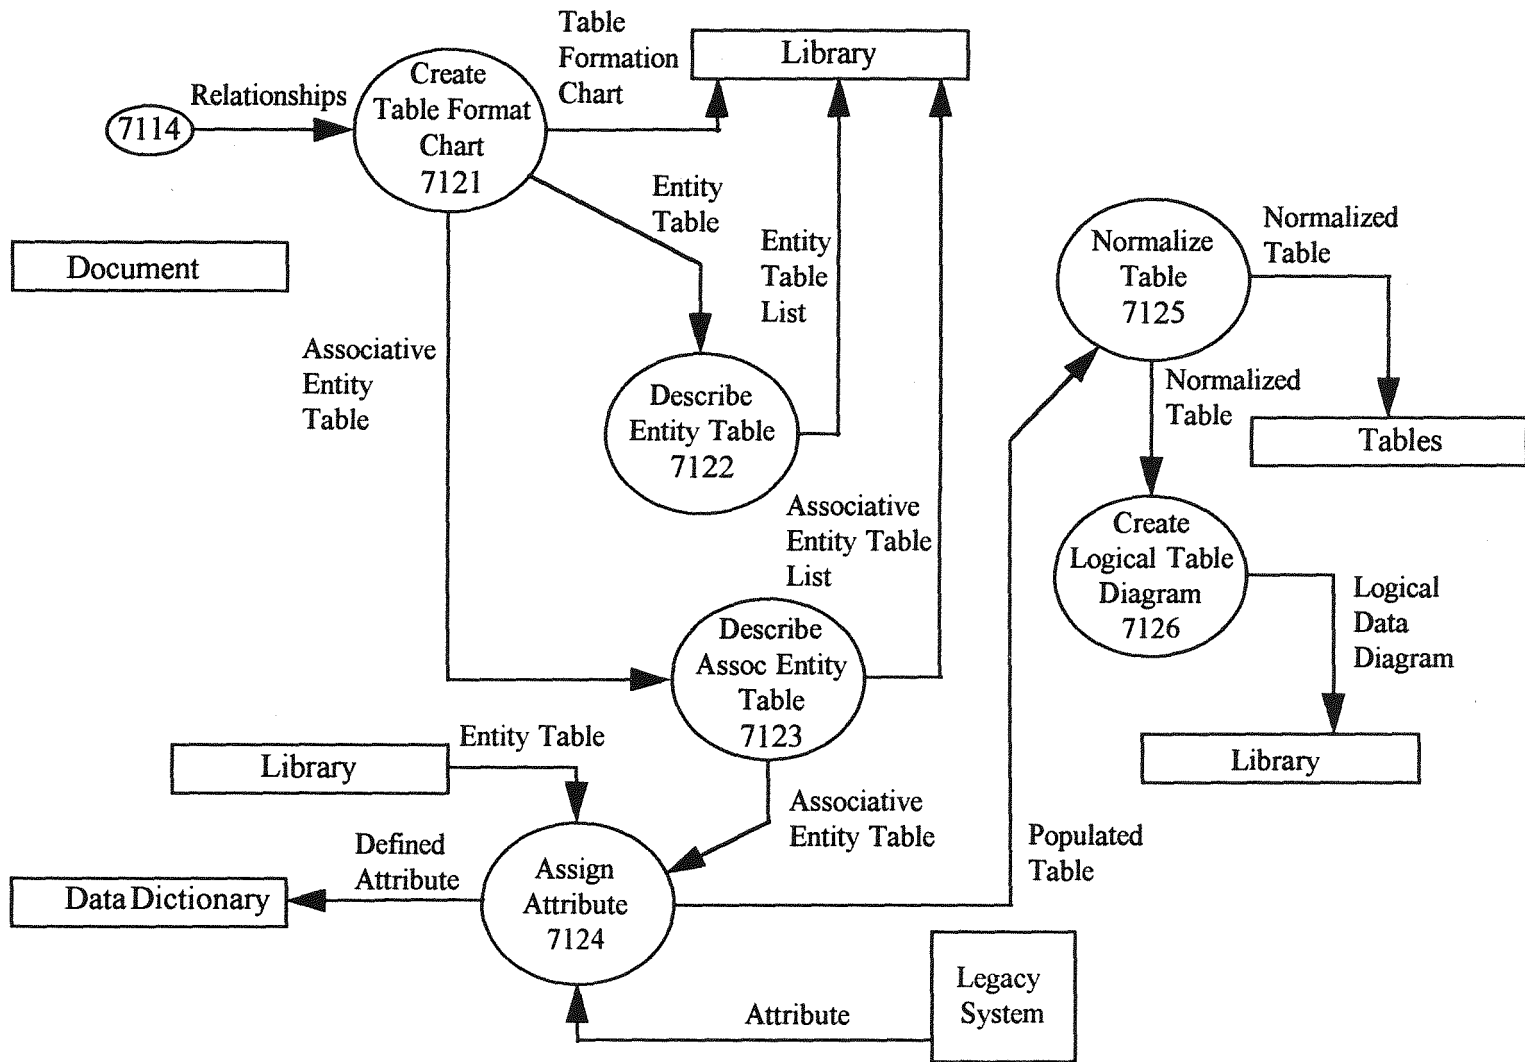 Table
Formation
Chart
Library
Create
Table Format
Chart
7121
Relationships
7114
Entity
Table
Entity
Table
List
Document
Associative
Entity
Table
Describe
Entity Table
7122
Normalize
Table
7125
Normalized
Table
Normalized
Table
Tables
Associative
Entity Table
List
Create
Logical Table
Diagram
7126
Logical
Data
Diagram
Library
Describe
Assoc Entity
Table
7123
Entity Table
Library
Associative
Entity Table
Populated
Table
Defined
Attribute
Data Dictionary
Assign
Attribute
7124
Attribute
Legacy
System